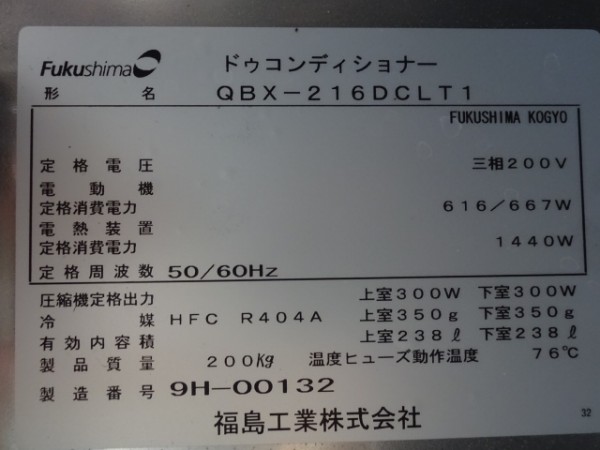 Fukushima ドゥコンディショナー
形名 QBX-216DCLT1
FUKUSHIMA KOGYO
定格電圧 三相200V
電動機
定格消費電力 616/667W
電熱装置
定格消費電力 1440W
定格周波数 50/60Hz
圧縮機定格出力 上室300W 下室300W
冷媒 HFC R404A 上室350g 下室350g
有効内容積 上室238ℓ 下室238ℓ
製品質量 200kg 温度ヒューズ動作温度 76℃
製造番号 9H-00132
福島工業株式会社
32